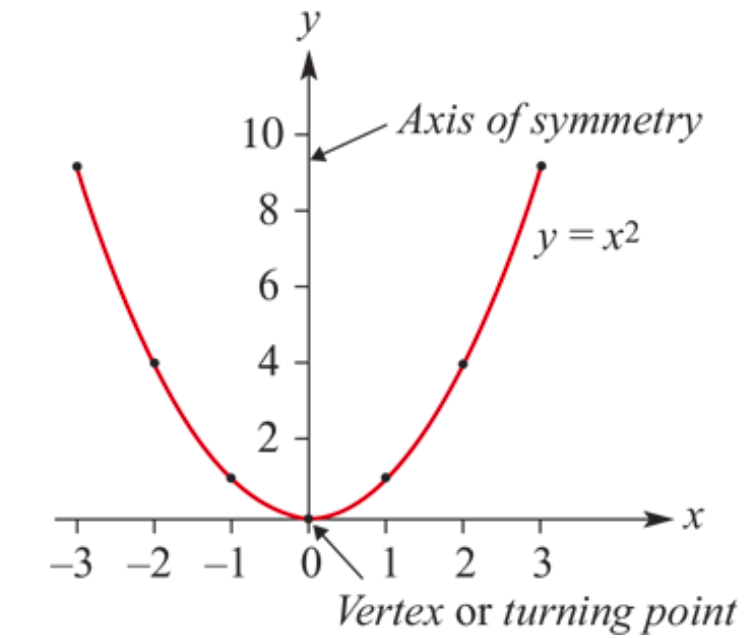 y
10
Axis of symmetry
8
y = x²
6
4
2
x
–3 –2 –1 0 1 2 3
Vertex or turning point